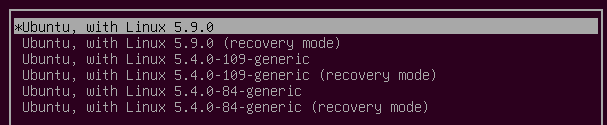 *Ubuntu, with Linux 5.9.0
Ubuntu, with Linux 5.9.0 (recovery mode)
Ubuntu, with Linux 5.4.0-109-generic
Ubuntu, with Linux 5.4.0-109-generic (recovery mode)
Ubuntu, with Linux 5.4.0-84-generic
Ubuntu, with Linux 5.4.0-84-generic (recovery mode)